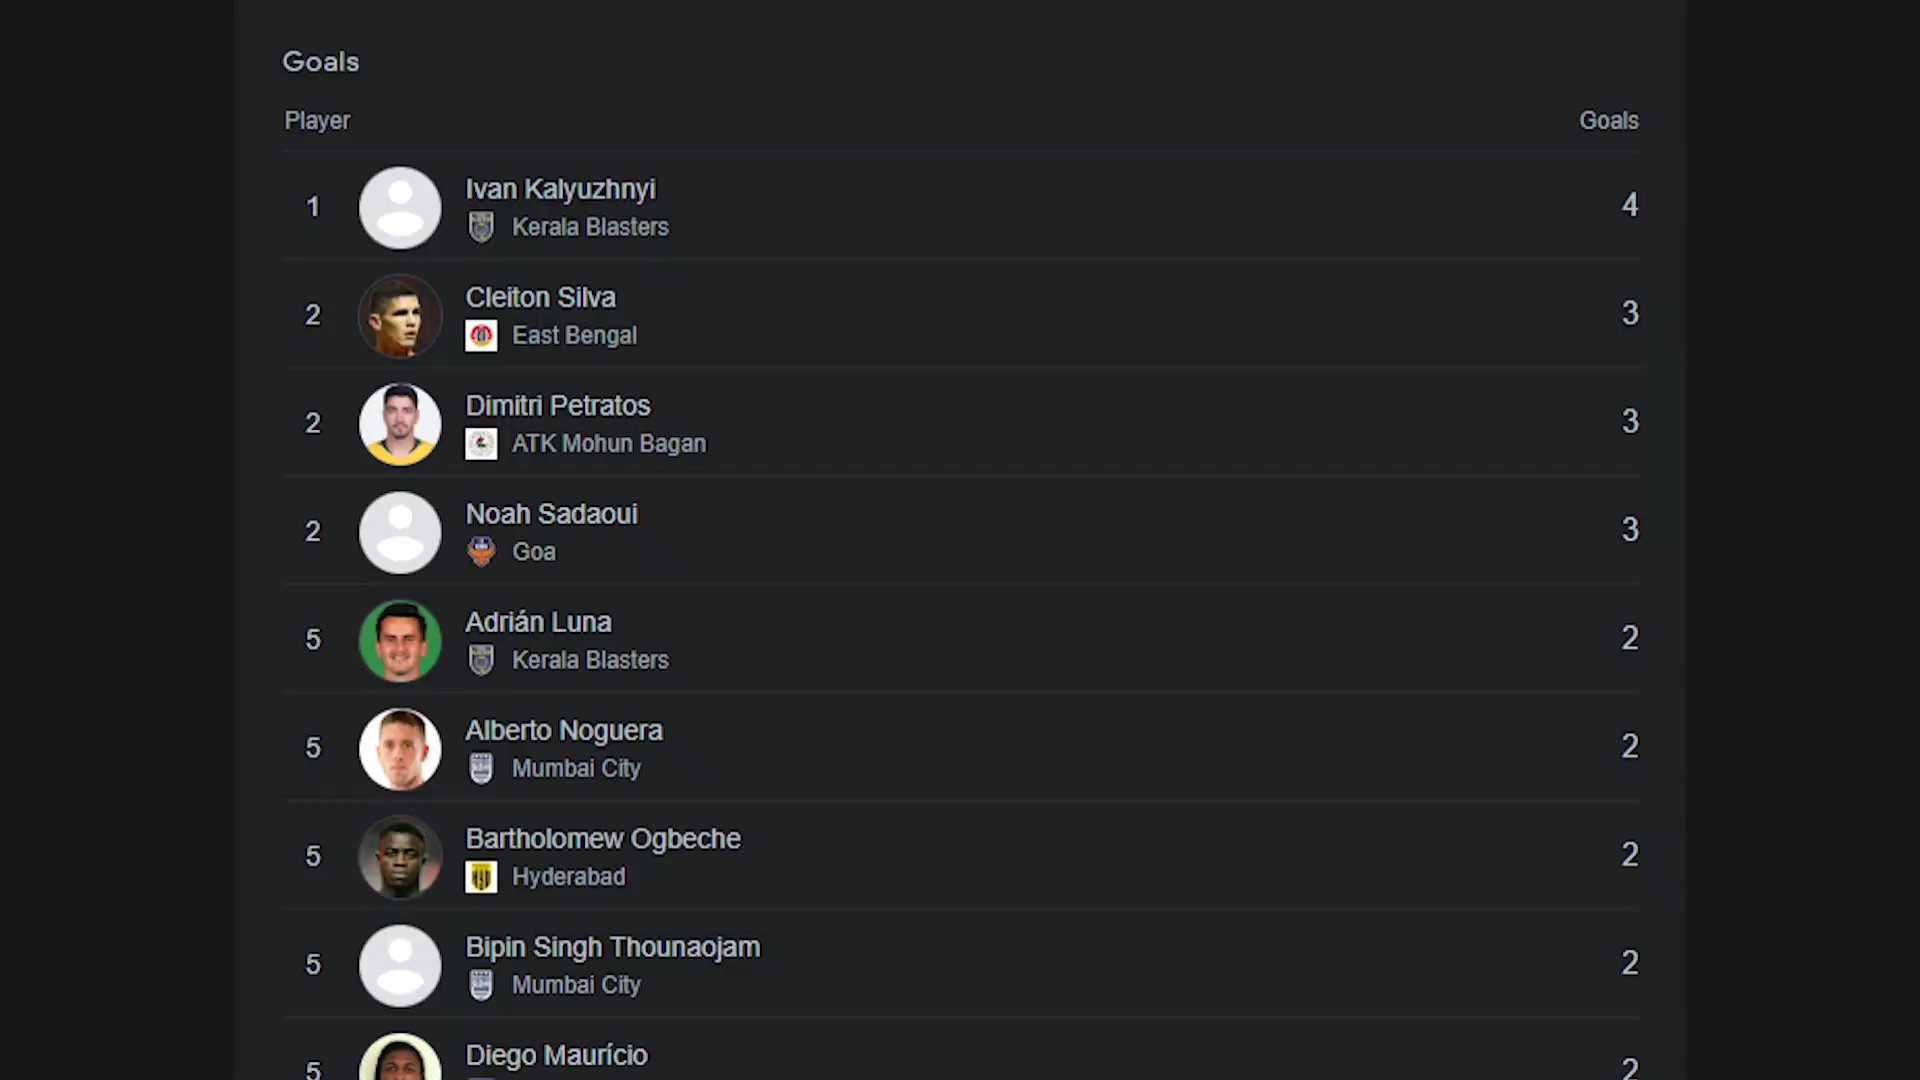 Goals
Player Goals
1 Ivan Kalyuzhnyi 4
Kerala Blasters
2 Cleiton Silva 3
East Bengal
2 Dimitri Petratos 3
ATK Mohun Bagan
2 Noah Sadaoui 3
Goa
5 Adrián Luna 2
Kerala Blasters
5 Alberto Noguera 2
Mumbai City
5 Bartholomew Ogbeche 2
Hyderabad
5 Bipin Singh Thounaojam 2
Mumbai City
5 Diego Maurício 2